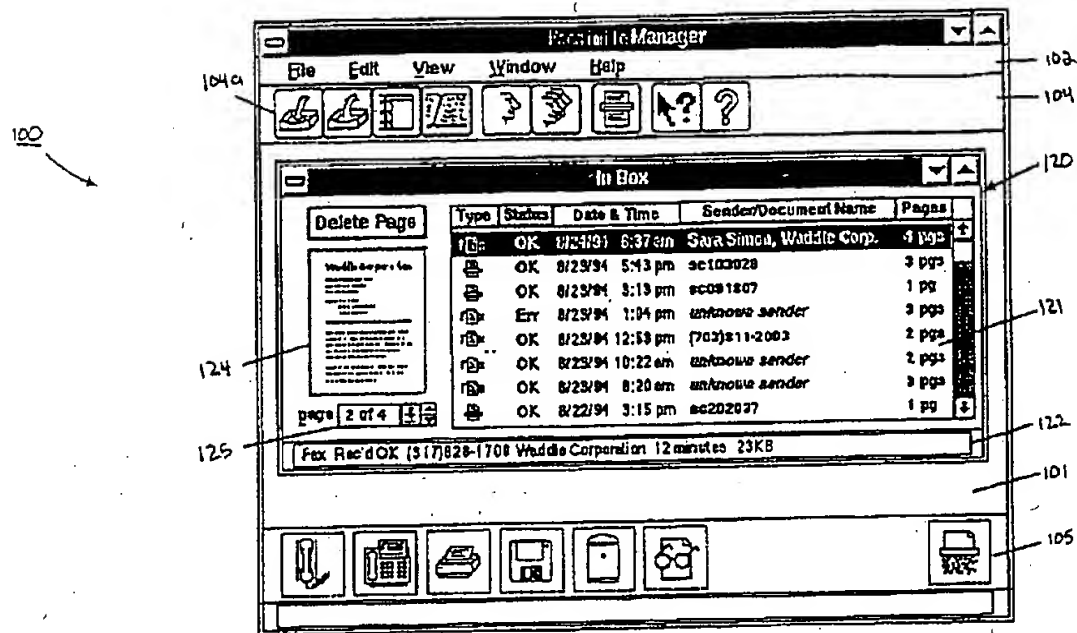 Facsimile Manager
File Edit View Window Help
102
104a
104
100
In Box
120
Delete Page
Type Status Date & Time Sender/Document Name Pages
OK 8/24/94 8:37 am Sara Simon, Waddle Corp. 4 pgs
OK 8/23/94 5:43 pm sc103028 3 pgs
OK 8/23/94 3:13 pm sc091807 1 pg
Err 8/23/94 1:04 pm unknown sender 3 pgs
OK 8/23/94 12:53 pm (703)811-2003 2 pgs
OK 8/23/94 10:22 am unknown sender 2 pgs
OK 8/23/94 8:20 am unknown sender 3 pgs
OK 8/22/94 3:15 pm sc202037 1 pg
Waddle Corporation
121
124
page 2 of 4
125
Fax Rec'd OK (317)828-1708 Waddle Corporation 12 minutes 23KB
122
101
105